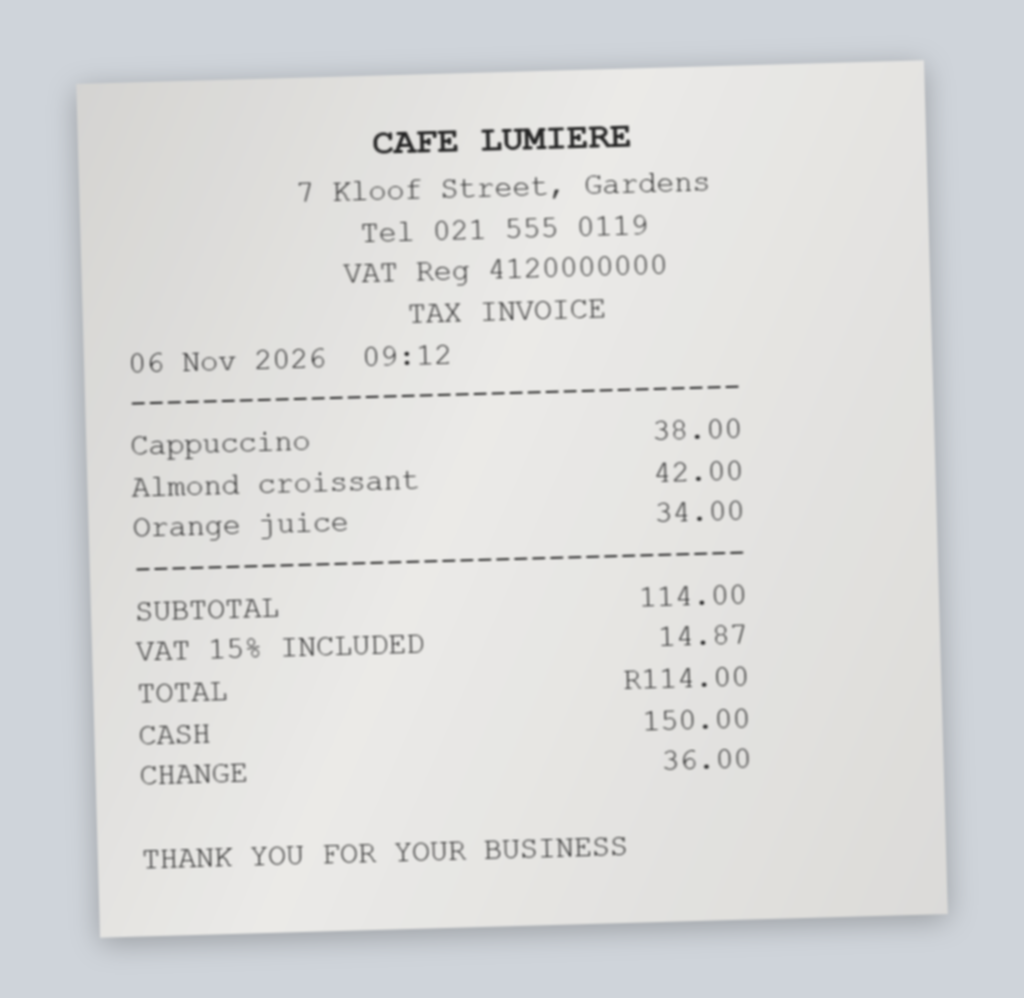 CAFE LUMIERE
7 Kloof Street, Gardens
Tel 021 555 0119
VAT Reg 4120000000
TAX INVOICE
06 Nov 2026  09:12
----------------------------------
Cappuccino 38.00
Almond croissant 42.00
Orange juice 34.00
----------------------------------
SUBTOTAL 114.00
VAT 15% INCLUDED 14.87
TOTAL R114.00
CASH 150.00
CHANGE 36.00
THANK YOU FOR YOUR BUSINESS